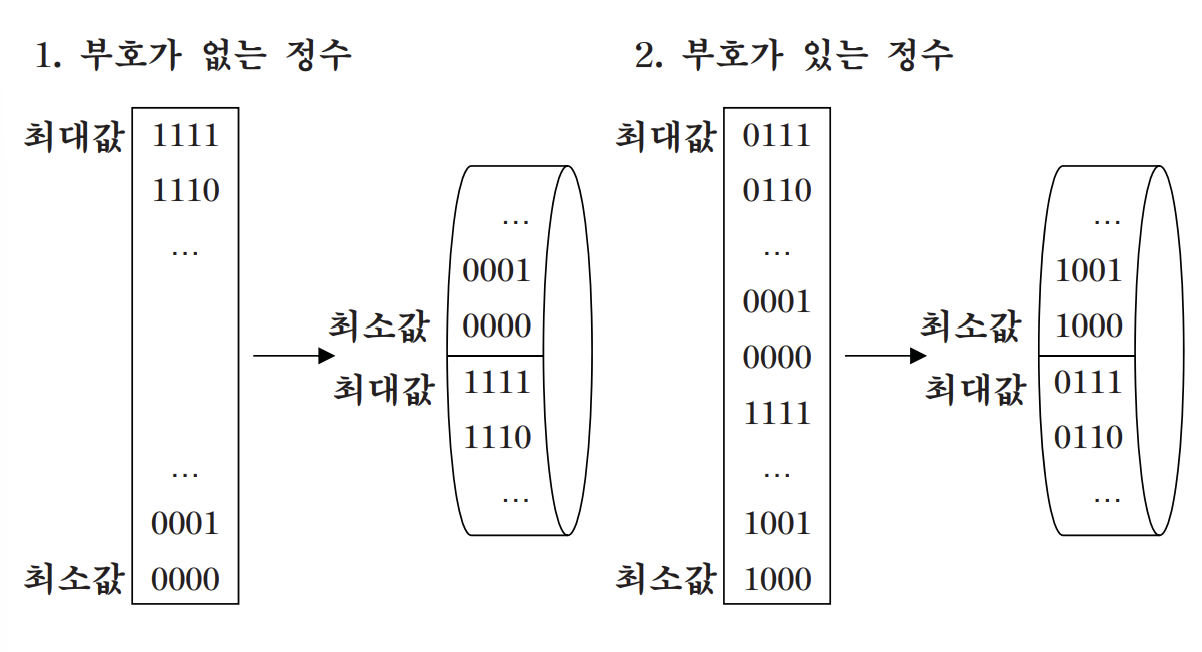 1. 부호가 없는 정수
최대값 1111
1110
...
...
0001
최소값 0000
...
0001
최소값 0000
최대값 1111
1110
...
2. 부호가 있는 정수
최대값 0111
0110
...
0001
0000
1111
...
1001
최소값 1000
...
1001
최소값 1000
최대값 0111
0110
...